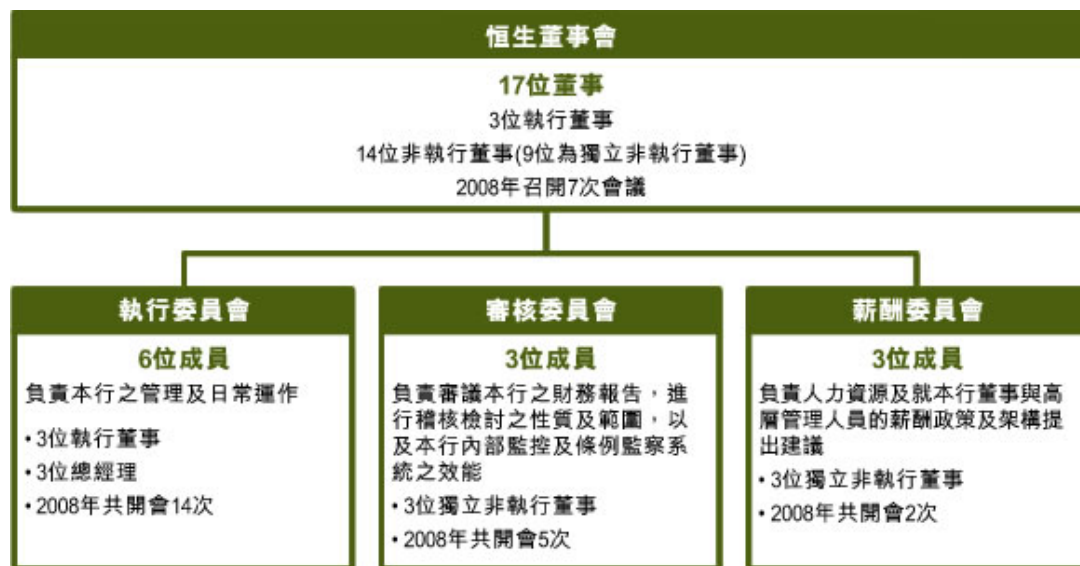 恒生董事會
17位董事
3位執行董事
14位非執行董事(9位為獨立非執行董事)
2008年召開7次會議
執行委員會
6位成員
負責本行之管理及日常運作
• 3位執行董事
• 3位總經理
• 2008年共開會14次
審核委員會
3位成員
負責審議本行之財務報告，進
行稽核檢討之性質及範圍，以
及本行內部監控及條例監察系
統之效能
• 3位獨立非執行董事
• 2008年共開會5次
薪酬委員會
3位成員
負責人力資源及就本行董事與高
層管理人員的薪酬政策及架構提
出建議
• 3位獨立非執行董事
• 2008年共開會2次